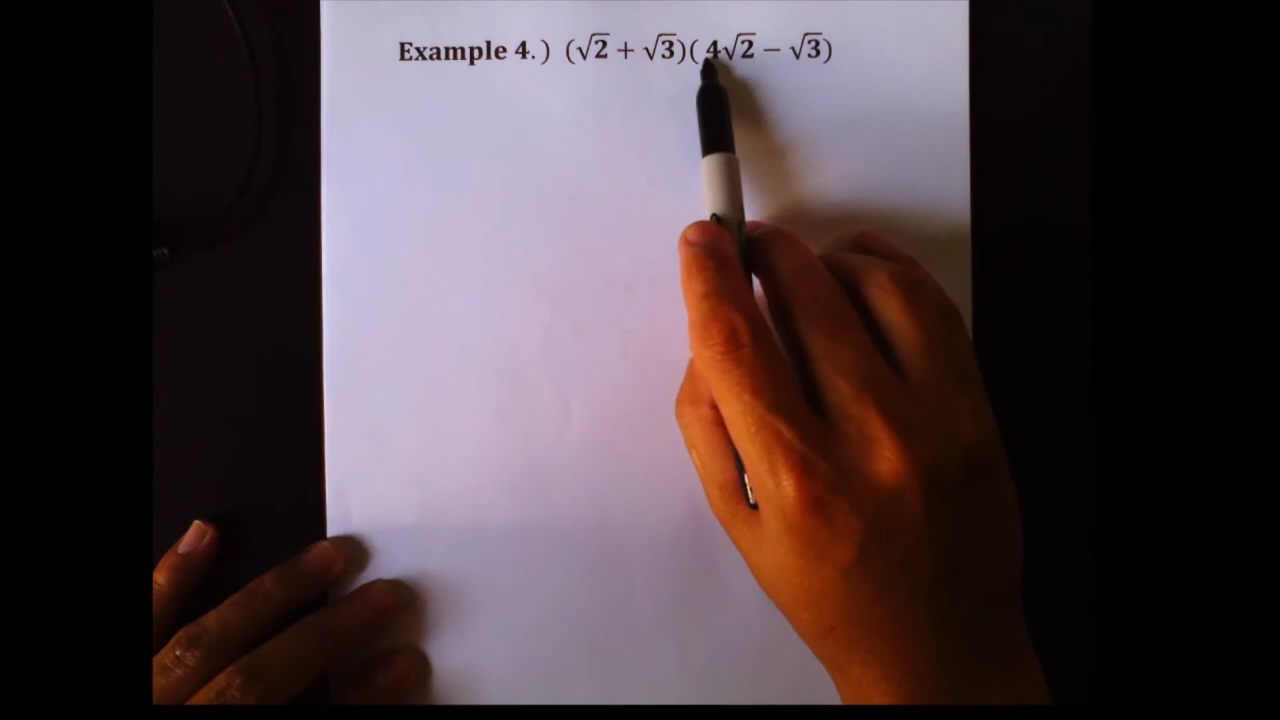 Example 4. ) (√2 + √3)( 4√2 − √3)